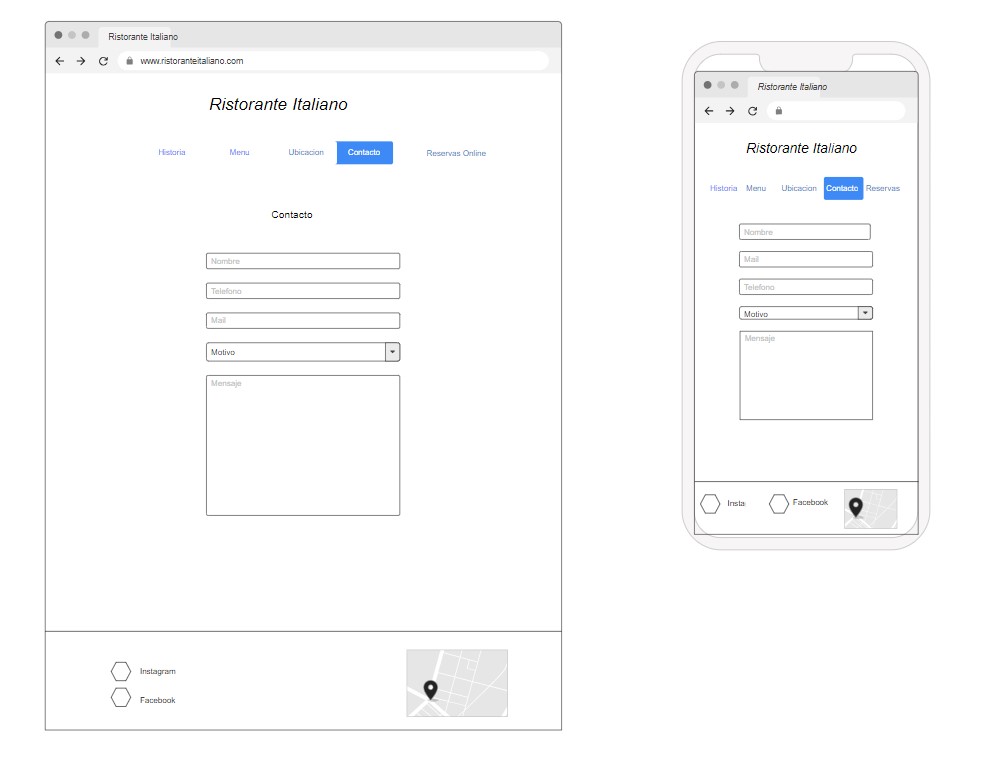 Ristorante Italiano
www.ristoranteitaliano.com
Ristorante Italiano
Historia Menu Ubicacion Contacto Reservas Online
Contacto
Nombre
Telefono
Mail
Motivo
Mensaje
Instagram
Facebook
Ristorante Italiano
Ristorante Italiano
Historia Menu Ubicacion Contacto Reservas
Nombre
Mail
Telefono
Motivo
Mensaje
Insta Facebook